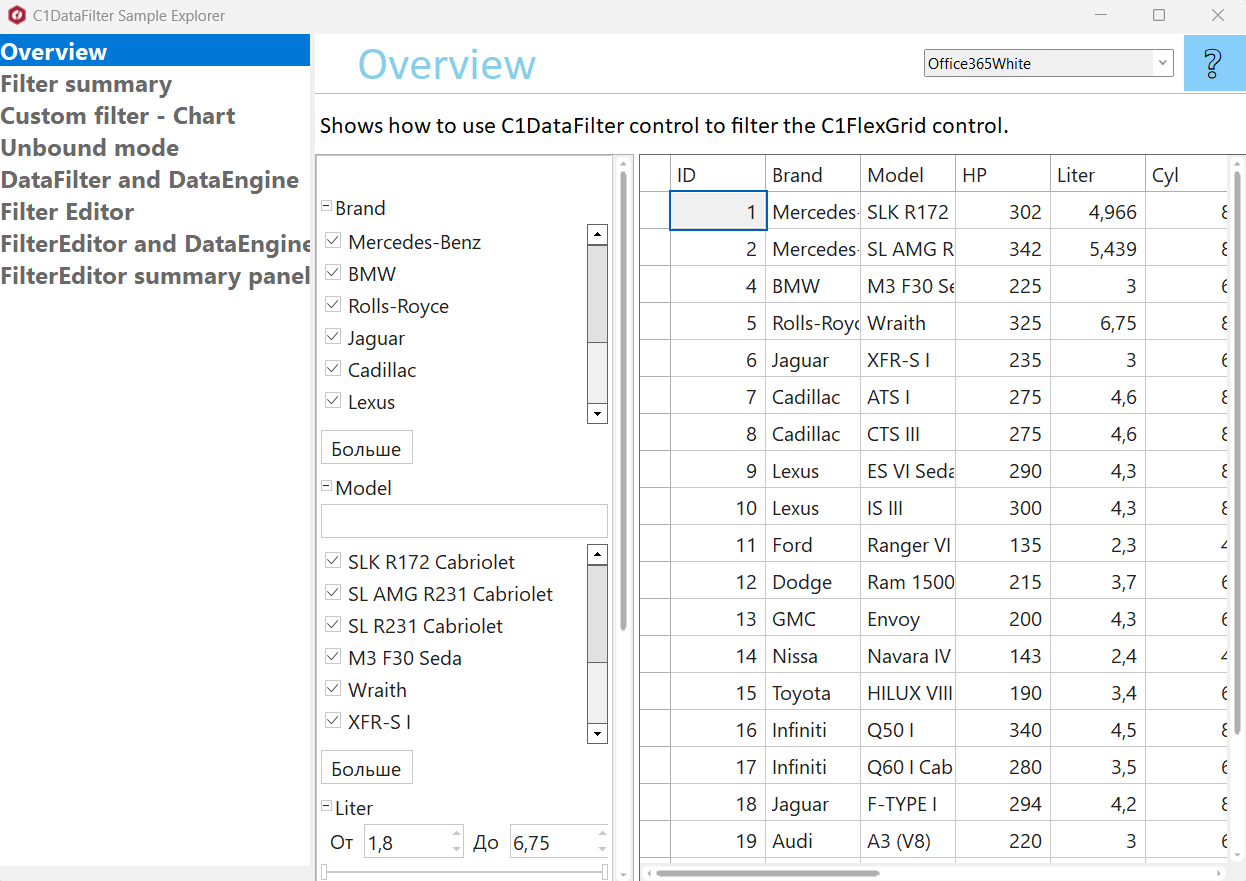 C1DataFilter Sample Explorer
Overview
Filter summary
Custom filter - Chart
Unbound mode
DataFilter and DataEngine
Filter Editor
FilterEditor and DataEngine
FilterEditor summary panel
Overview
Office365White
?
Shows how to use C1DataFilter control to filter the C1FlexGrid control.
Brand
Mercedes-Benz
BMW
Rolls-Royce
Jaguar
Cadillac
Lexus
Больше
Model
SLK R172 Cabriolet
SL AMG R231 Cabriolet
SL R231 Cabriolet
M3 F30 Seda
Wraith
XFR-S I
Больше
Liter
От 1,8 До 6,75
ID Brand Model HP Liter Cyl
1 Mercedes- SLK R172 302 4,966 8
2 Mercedes- SL AMG R 342 5,439 8
4 BMW M3 F30 Se 225 3 6
5 Rolls-Royc Wraith 325 6,75 8
6 Jaguar XFR-S I 235 3 6
7 Cadillac ATS I 275 4,6 8
8 Cadillac CTS III 275 4,6 8
9 Lexus ES VI Seda 290 4,3 8
10 Lexus IS III 300 4,3 8
11 Ford Ranger VI 135 2,3 4
12 Dodge Ram 1500 215 3,7 6
13 GMC Envoy 200 4,3 6
14 Nissa Navara IV 143 2,4 4
15 Toyota HILUX VIII 190 3,4 6
16 Infiniti Q50 I 340 4,5 8
17 Infiniti Q60 I Cab 280 3,5 6
18 Jaguar F-TYPE I 294 4,2 8
19 Audi A3 (V8) 220 3 6